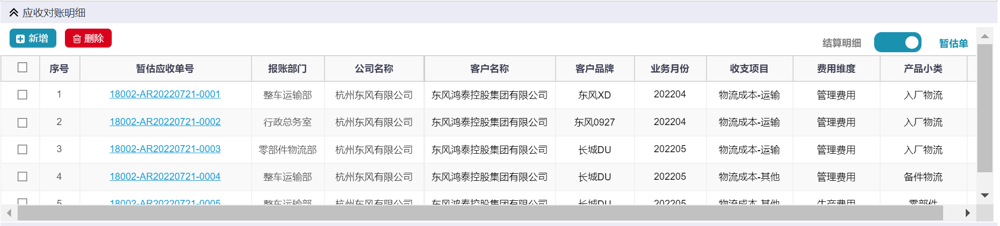 应收对账明细
新增 删除 结算明细 暂估单
序号 暂估应收单号 报账部门 公司名称 客户名称 客户品牌 业务月份 收支项目 费用维度 产品小类
1 18002-AR20220721-0001 整车运输部 杭州东风有限公司 东风鸿泰控股集团有限公司 东风XD 202204 物流成本-运输 管理费用 入厂物流
2 18002-AR20220721-0002 行政总务室 杭州东风有限公司 东风鸿泰控股集团有限公司 东风0927 202204 物流成本-运输 管理费用 入厂物流
3 18002-AR20220721-0003 零部件物流部 杭州东风有限公司 东风鸿泰控股集团有限公司 长城DU 202205 物流成本-运输 管理费用 入厂物流
4 18002-AR20220721-0004 整车运输部 杭州东风有限公司 东风鸿泰控股集团有限公司 长城DU 202205 物流成本-其他 管理费用 备件物流
5 18002-AR20220721-0005 整车运输部 杭州东风有限公司 东风鸿泰控股集团有限公司 长城DU 202205 物流成本-其他 生产费用 零部件